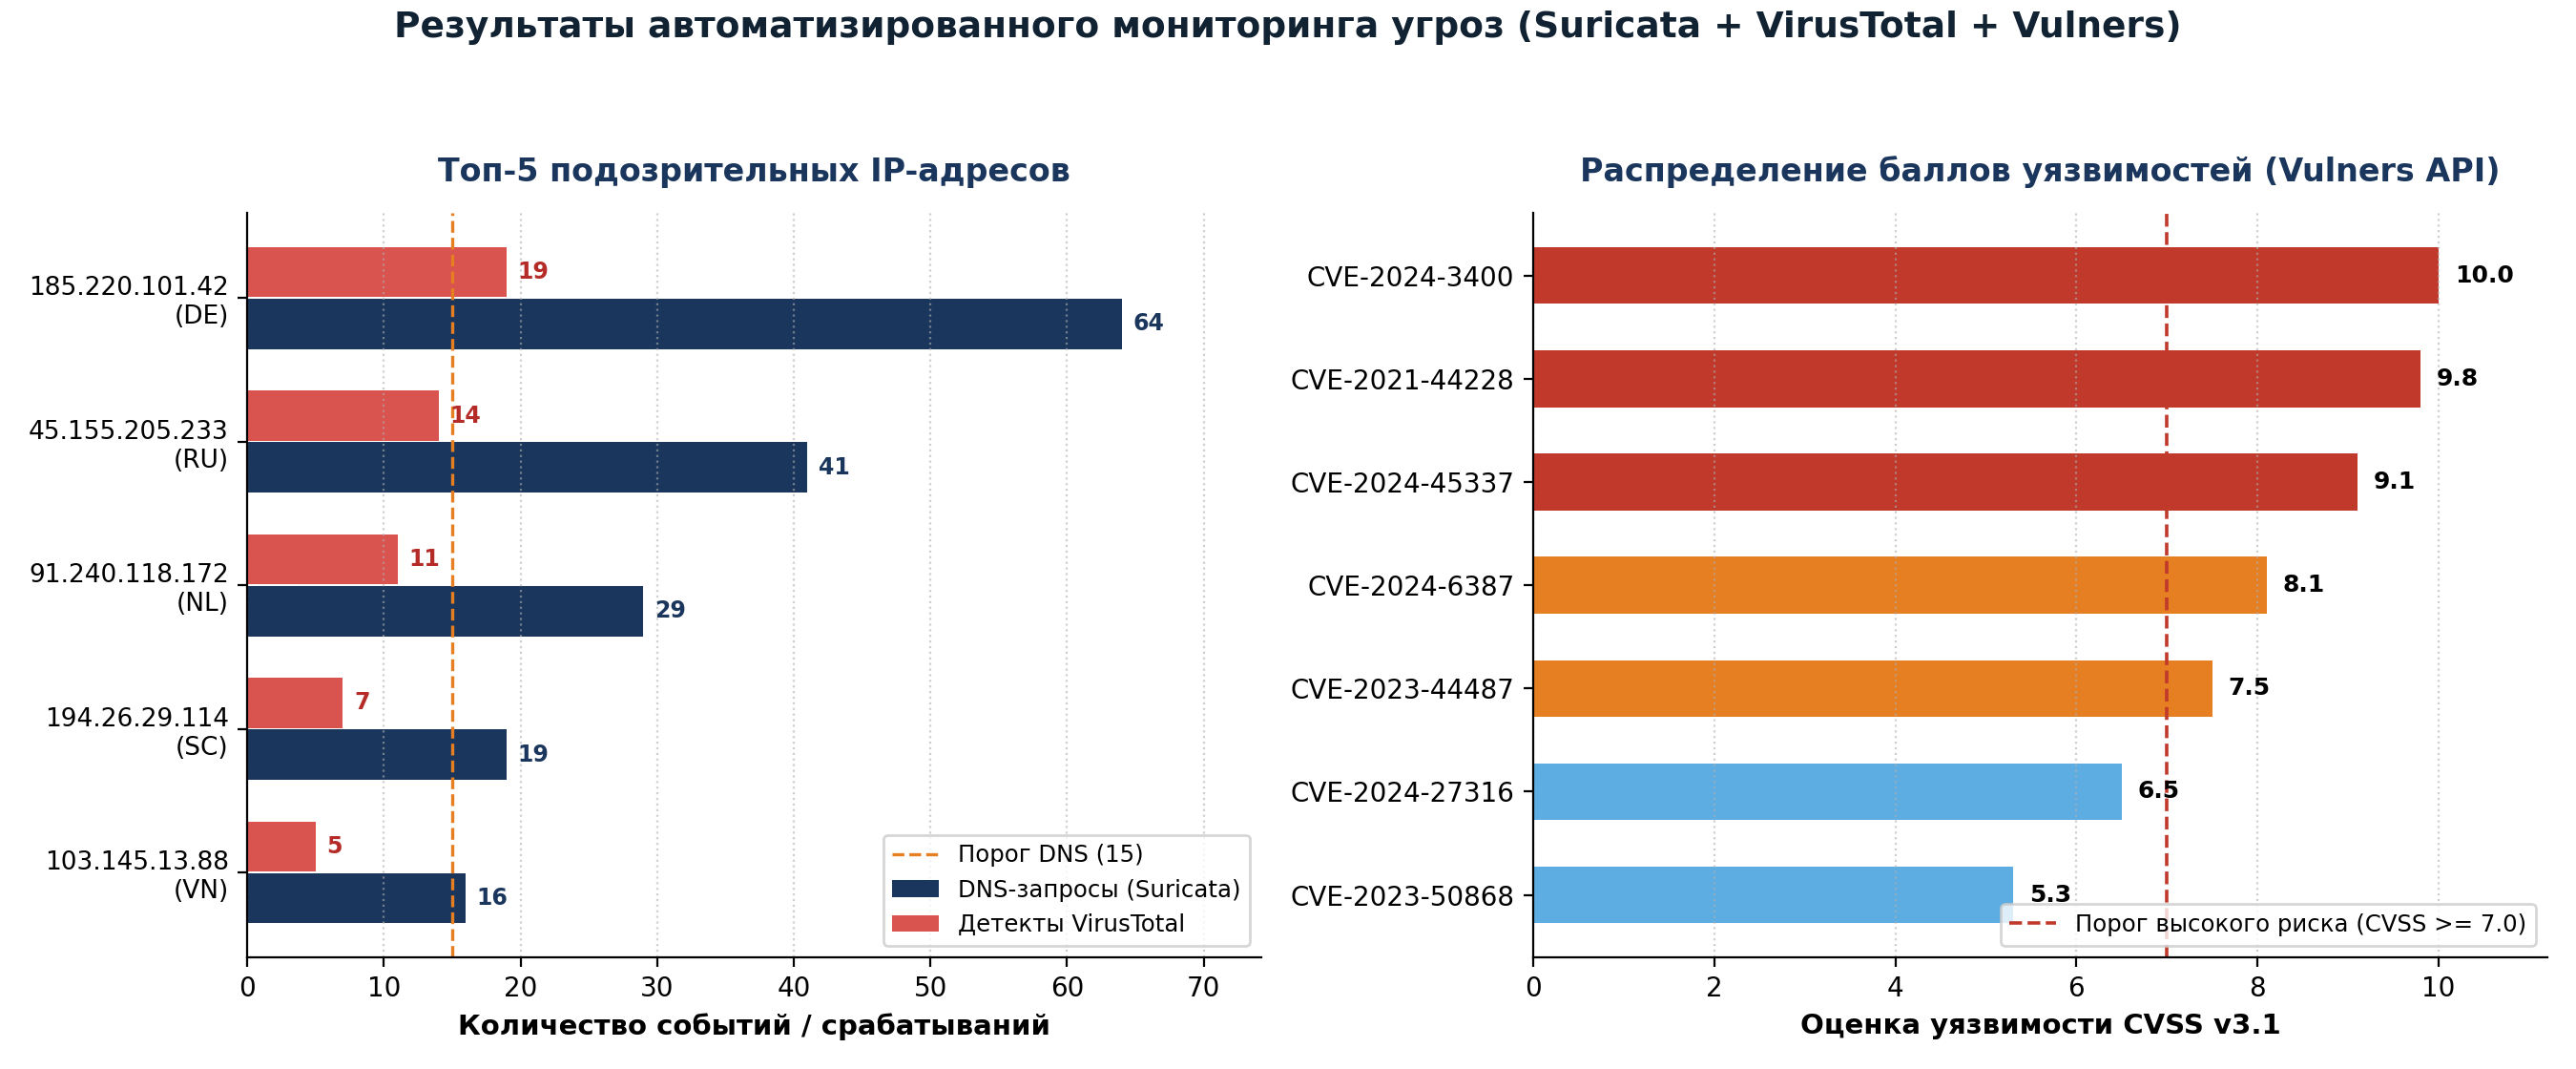 Результаты автоматизированного мониторинга угроз (Suricata + VirusTotal + Vulners)
Топ-5 подозрительных IP-адресов
185.220.101.42
(DE)
19
64
45.155.205.233
(RU)
14
41
91.240.118.172
(NL)
11
29
194.26.29.114
(SC)
7
19
103.145.13.88
(VN)
5
16
Порог DNS (15)
DNS-запросы (Suricata)
Детекты VirusTotal
0 10 20 30 40 50 60 70
Количество событий / срабатываний
Распределение баллов уязвимостей (Vulners API)
CVE-2024-3400 10.0
CVE-2021-44228 9.8
CVE-2024-45337 9.1
CVE-2024-6387 8.1
CVE-2023-44487 7.5
CVE-2024-27316 6.5
CVE-2023-50868 5.3
Порог высокого риска (CVSS >= 7.0)
0 2 4 6 8 10
Оценка уязвимости CVSS v3.1